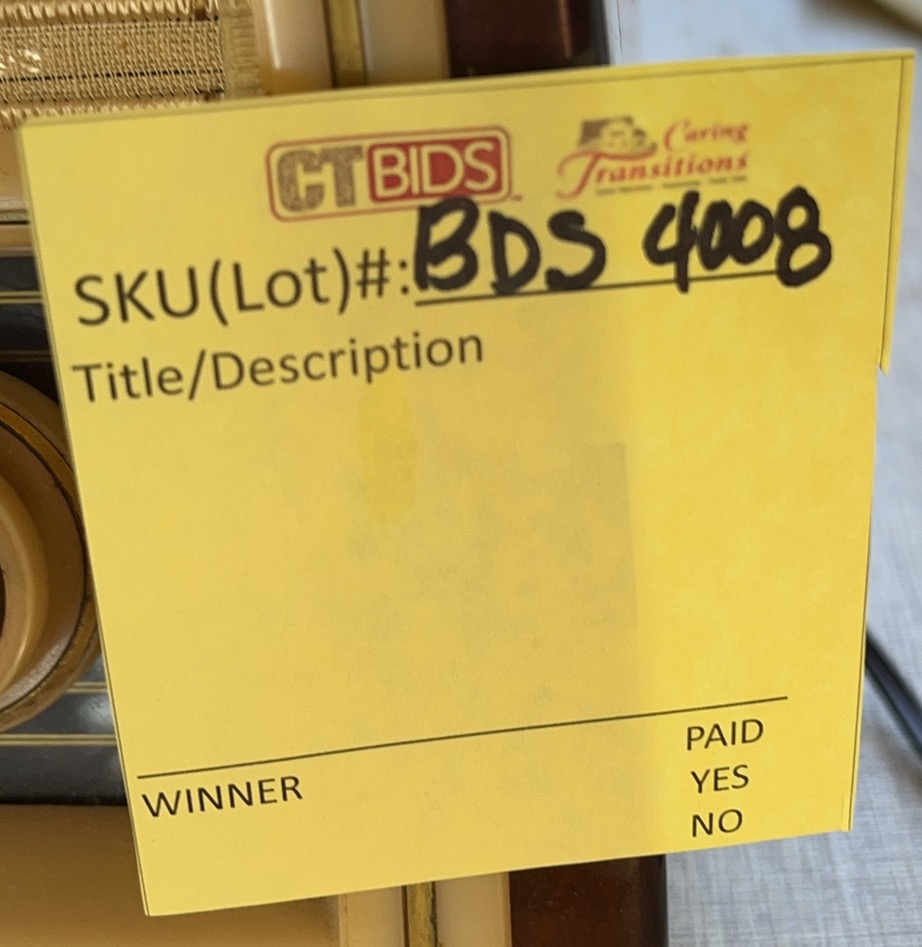 CTBIDS
Caring
Transitions
SKU(Lot)#:BDS 4008
Title/Description
WINNER
PAID
YES
NO